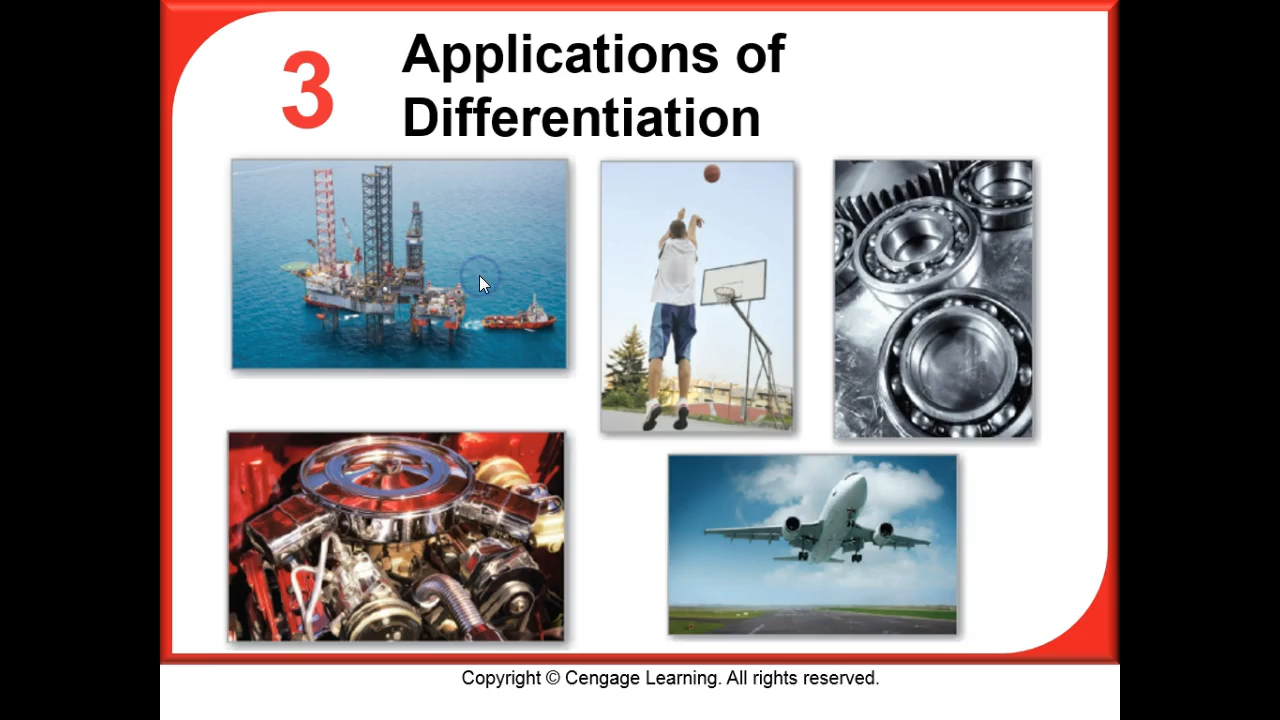 3
Applications of
Differentiation
Copyright © Cengage Learning. All rights reserved.